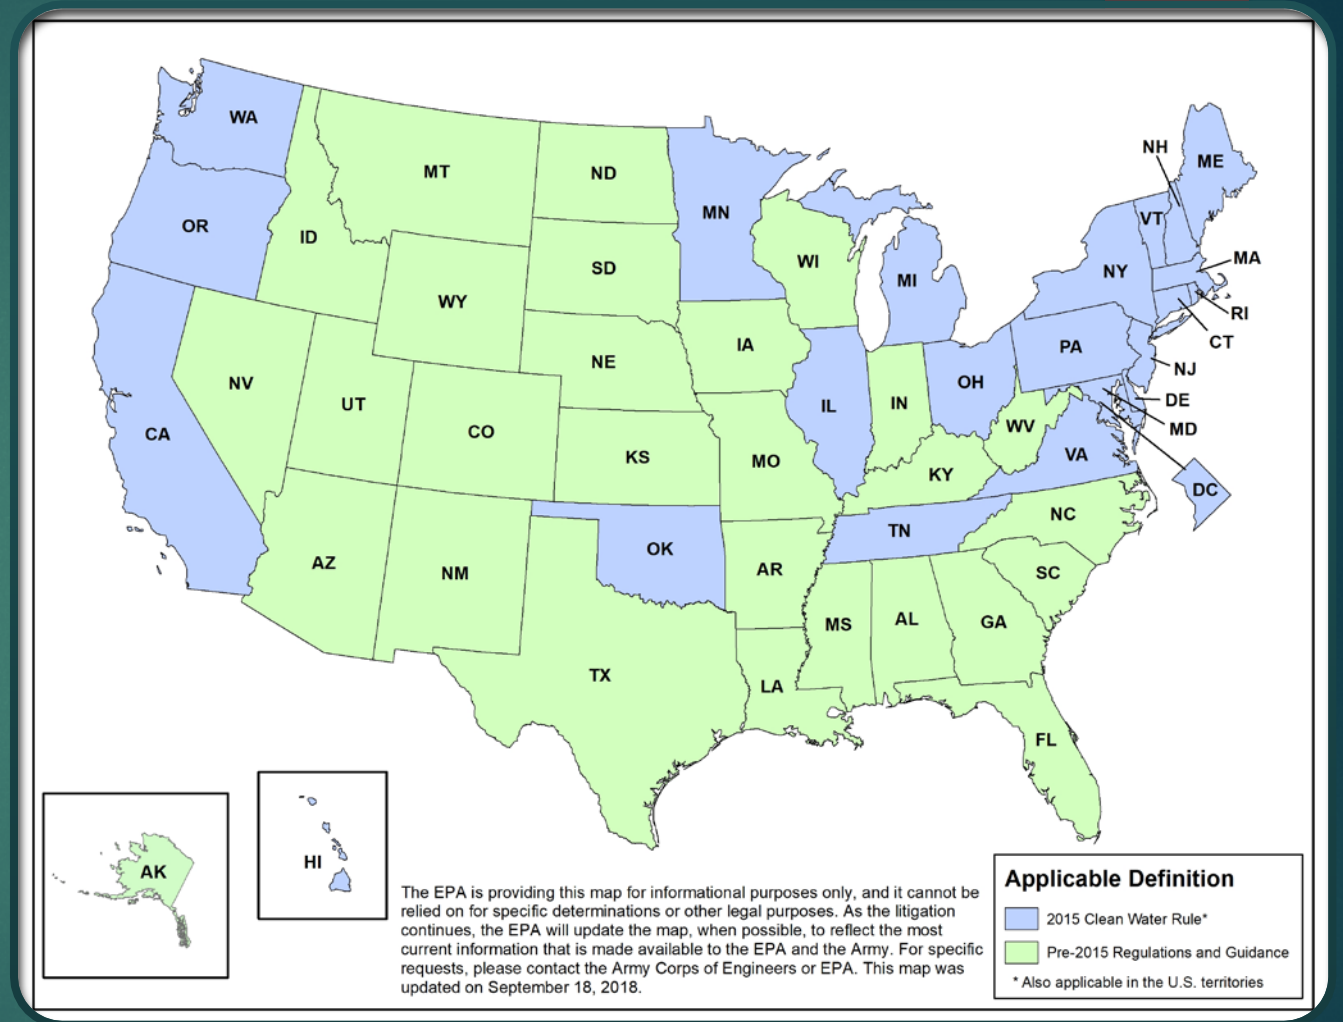 WA
MT
ND
MN
NH
ME
VT
OR
ID
SD
WI
MI
NY
MA
WY
RI
IA
CT
NE
PA
NJ
NV
UT
CO
OH
IL
IN
DE
MD
CA
KS
MO
WV
VA
KY
DC
NC
TN
OK
AZ
NM
AR
SC
MS
AL
GA
TX
LA
FL
AK
HI
The EPA is providing this map for informational purposes only, and it cannot be
relied on for specific determinations or other legal purposes. As the litigation
continues, the EPA will update the map, when possible, to reflect the most
current information that is made available to the EPA and the Army. For specific
requests, please contact the Army Corps of Engineers or EPA. This map was
updated on September 18, 2018.
Applicable Definition
2015 Clean Water Rule*
Pre-2015 Regulations and Guidance
* Also applicable in the U.S. territories